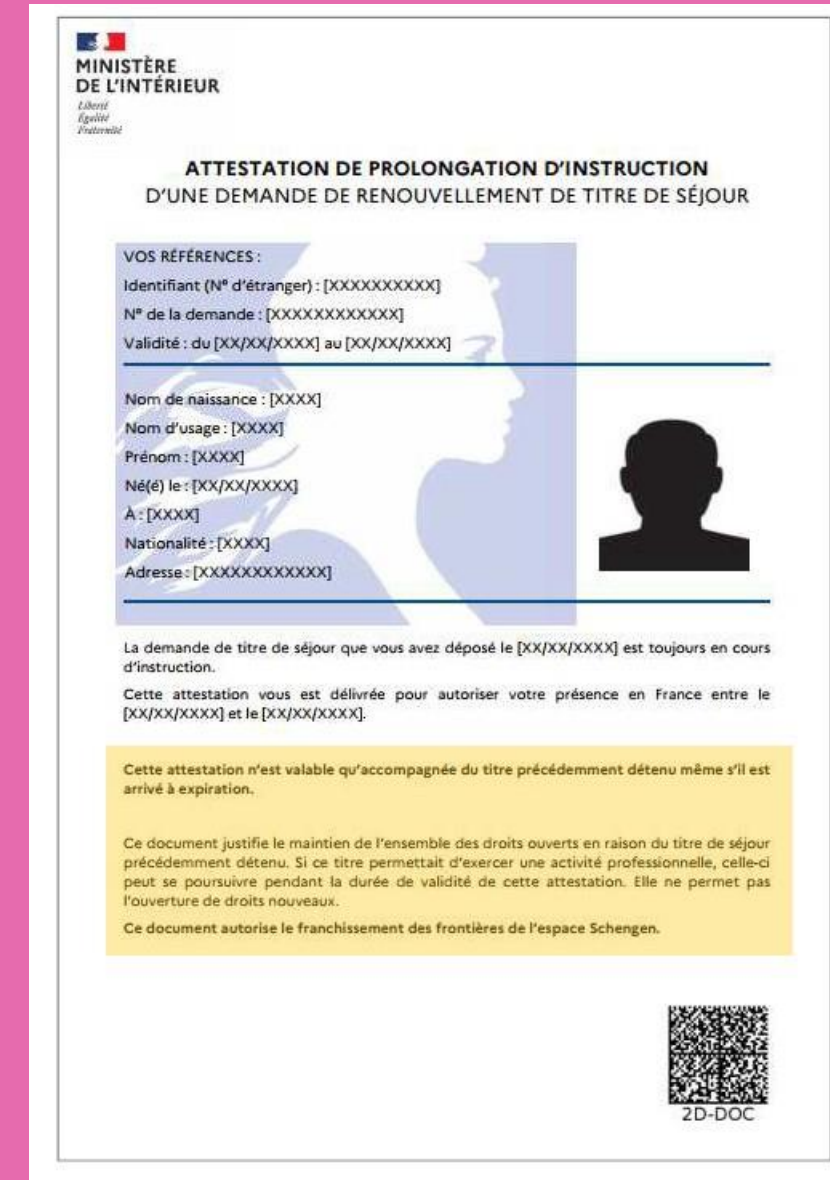 MINISTÈRE
DE L'INTÉRIEUR
Liberté
Égalité
Fraternité
ATTESTATION DE PROLONGATION D'INSTRUCTION
D'UNE DEMANDE DE RENOUVELLEMENT DE TITRE DE SÉJOUR
VOS RÉFÉRENCES :
Identifiant (N° d'étranger) : [XXXXXXXXXX]
N° de la demande : [XXXXXXXXXXXX]
Validité : du [XX/XX/XXXX] au [XX/XX/XXXX]
Nom de naissance : [XXXX]
Nom d'usage : [XXXX]
Prénom : [XXXX]
Né(é) le : [XX/XX/XXXX]
À : [XXXX]
Nationalité : [XXXX]
Adresse : [XXXXXXXXXXXX]
La demande de titre de séjour que vous avez déposé le [XX/XX/XXXX] est toujours en cours
d'instruction.
Cette attestation vous est délivrée pour autoriser votre présence en France entre le
[XX/XX/XXXX] et le [XX/XX/XXXX].
Cette attestation n'est valable qu'accompagnée du titre précédemment détenu même s'il est
arrivé à expiration.
Ce document justifie le maintien de l'ensemble des droits ouverts en raison du titre de séjour
précédemment détenu. Si ce titre permettait d'exercer une activité professionnelle, celle-ci
peut se poursuivre pendant la durée de validité de cette attestation. Elle ne permet pas
l'ouverture de droits nouveaux.
Ce document autorise le franchissement des frontières de l'espace Schengen.
2D-DOC